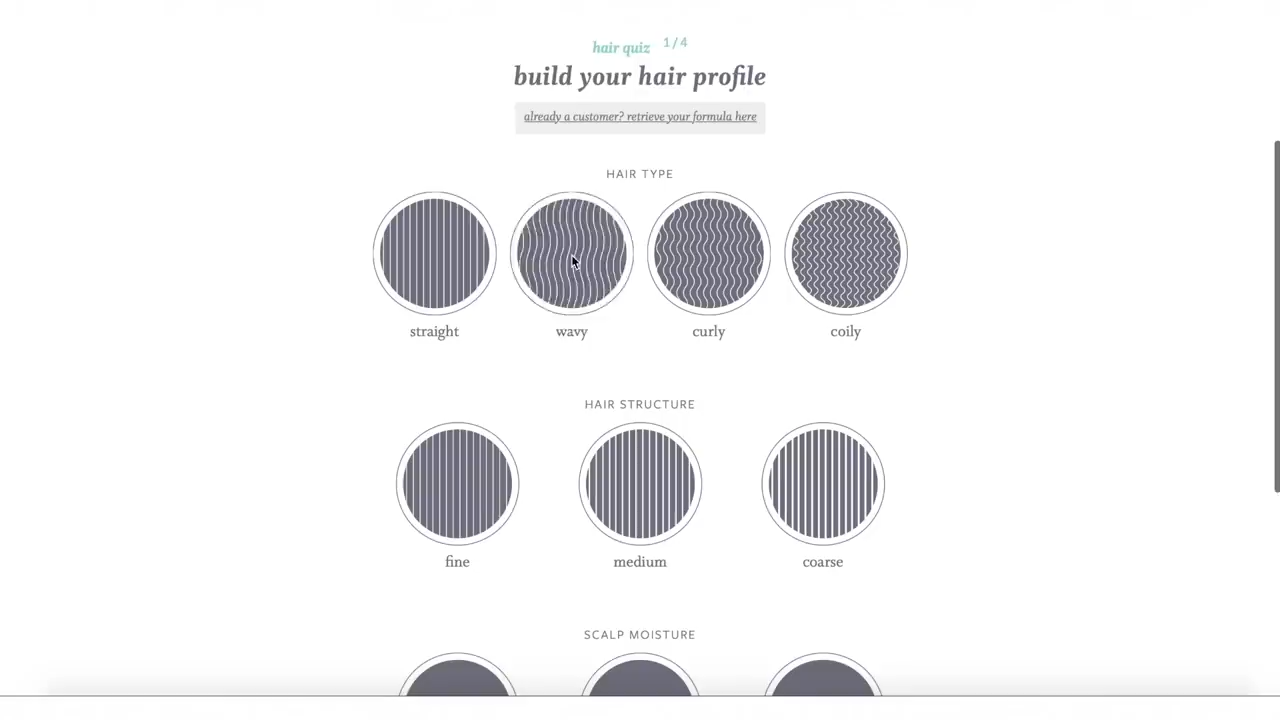 hair quiz 1 / 4
build your hair profile
already a customer? retrieve your formula here
HAIR TYPE
straight wavy curly coily
HAIR STRUCTURE
fine medium coarse
SCALP MOISTURE